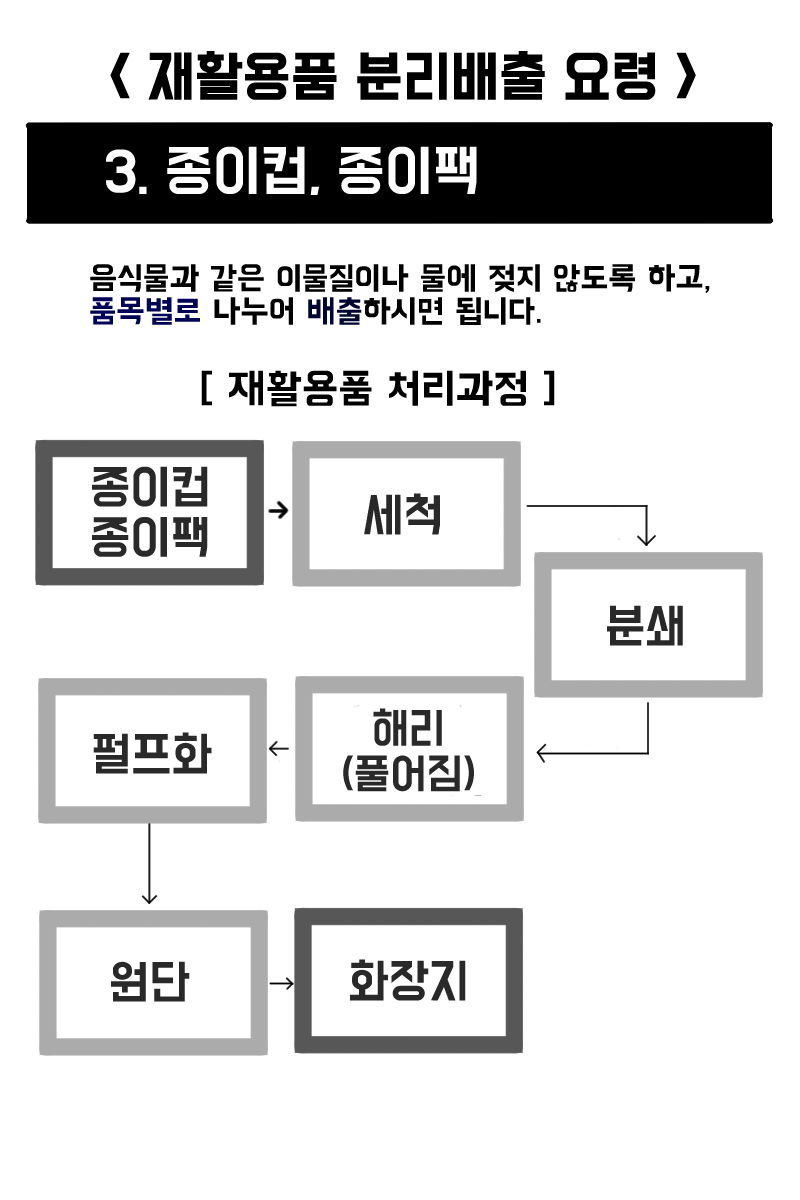 < 재활용품 분리배출 요령 >
3. 종이컵, 종이팩
음식물과 같은 이물질이나 물에 젖지 않도록 하고,
품목별로 나누어 배출하시면 됩니다.
[ 재활용품 처리과정 ]
종이컵
종이팩
세척
분쇄
해리
(풀어짐)
펄프화
원단
화장지